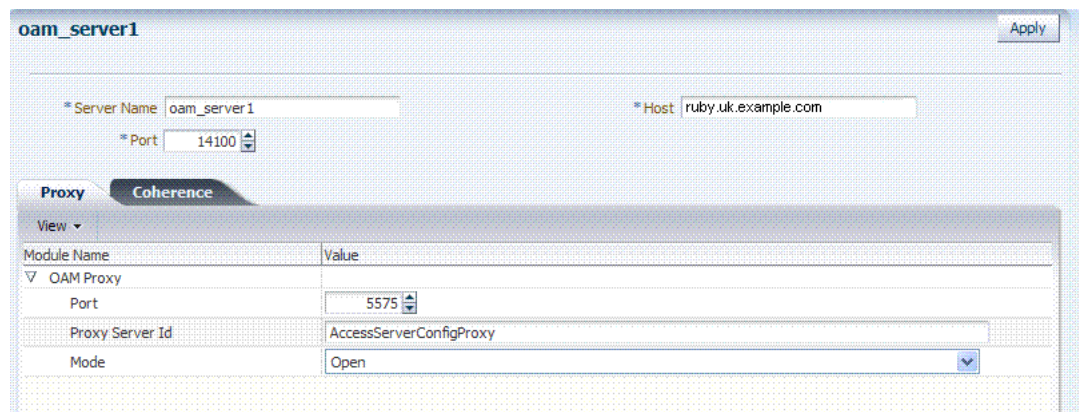 oam_server1 Apply
* Server Name oam_server1 * Host ruby.uk.example.com
* Port 14100
Proxy Coherence
View
Module Name Value
OAM Proxy
Port 5575
Proxy Server Id AccessServerConfigProxy
Mode Open